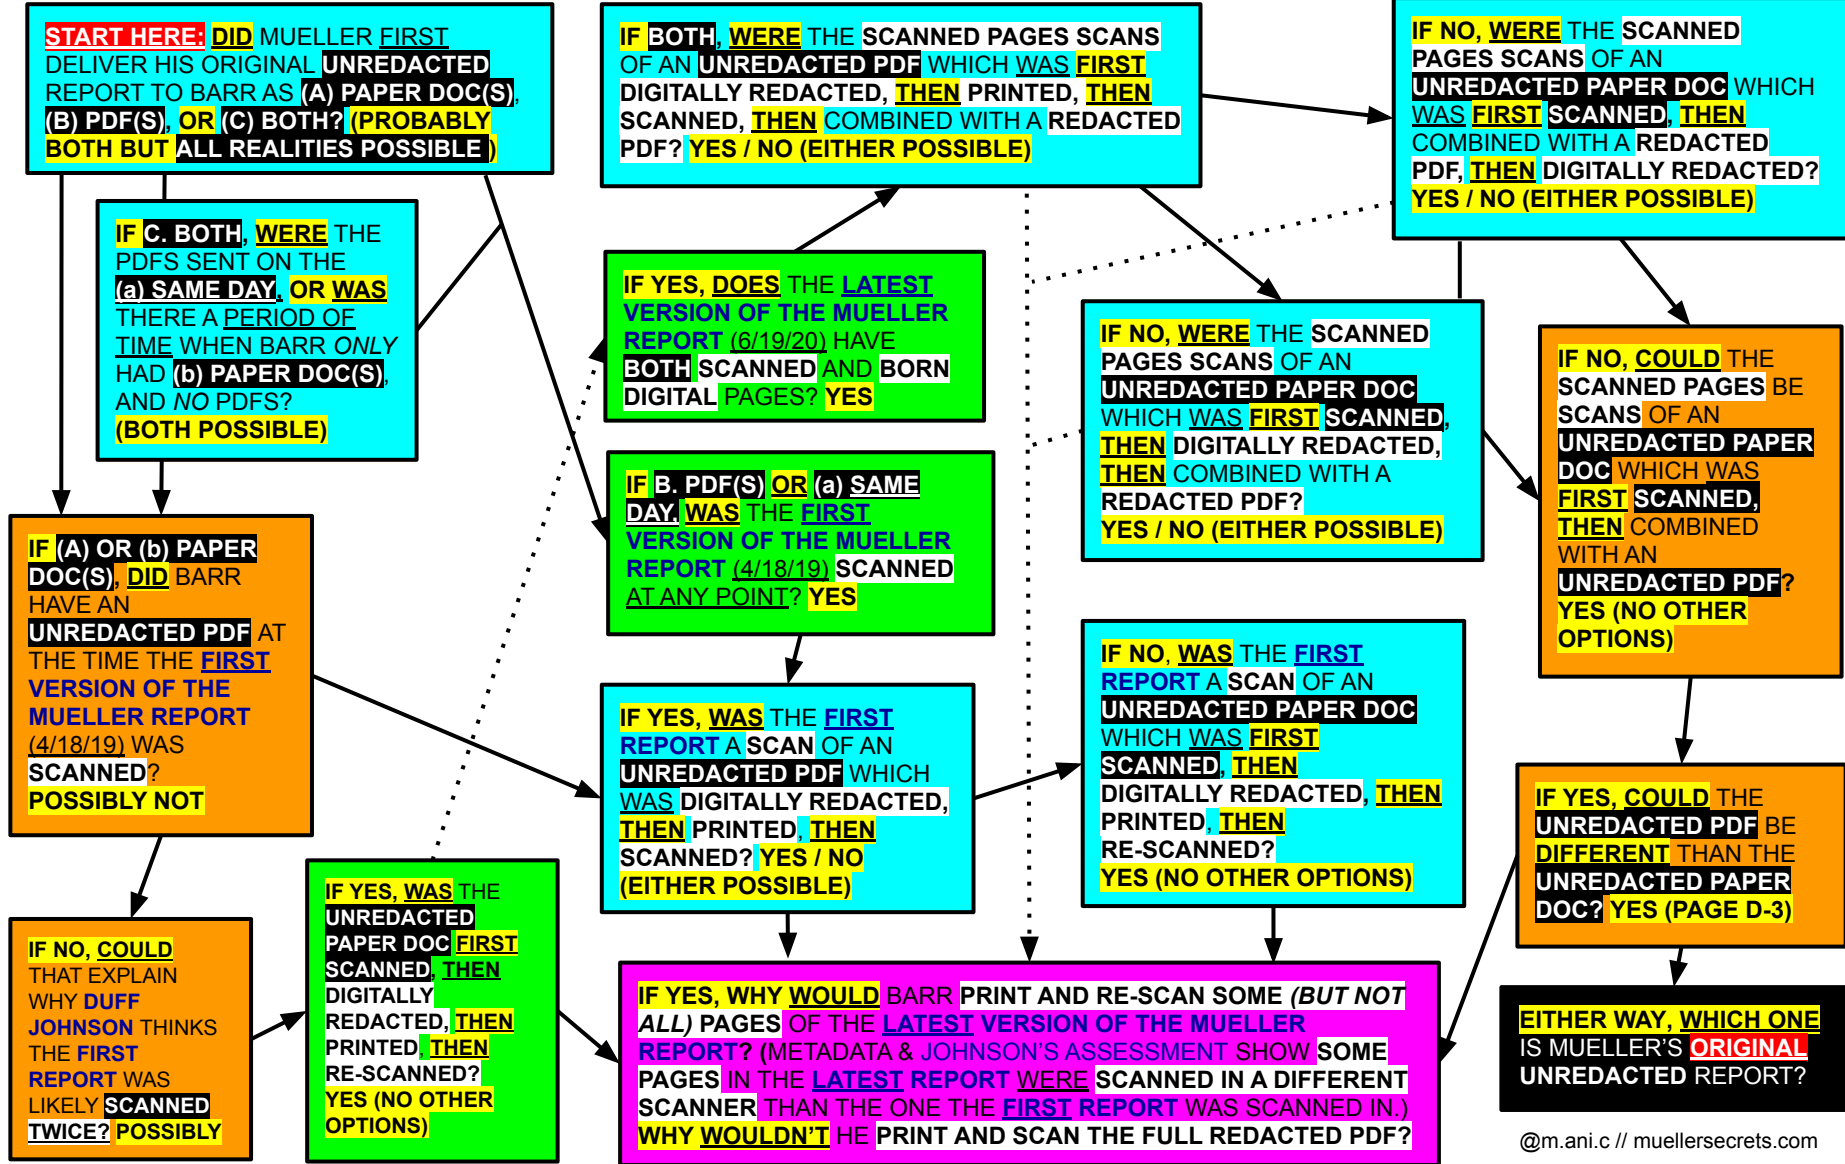 START HERE: DID MUELLER FIRST
DELIVER HIS ORIGINAL UNREDACTED
REPORT TO BARR AS (A) PAPER DOC(S),
(B) PDF(S), OR (C) BOTH? (PROBABLY
BOTH BUT ALL REALITIES POSSIBLE )
IF C. BOTH, WERE THE
PDFS SENT ON THE
(a) SAME DAY, OR WAS
THERE A PERIOD OF
TIME WHEN BARR ONLY
HAD (b) PAPER DOC(S),
AND NO PDFS?
(BOTH POSSIBLE)
IF (A) OR (b) PAPER
DOC(S), DID BARR
HAVE AN
UNREDACTED PDF AT
THE TIME THE FIRST
VERSION OF THE
MUELLER REPORT
(4/18/19) WAS
SCANNED?
POSSIBLY NOT
IF NO, COULD
THAT EXPLAIN
WHY DUFF
JOHNSON THINKS
THE FIRST
REPORT WAS
LIKELY SCANNED
TWICE? POSSIBLY
IF YES, WAS THE
UNREDACTED
PAPER DOC FIRST
SCANNED, THEN
DIGITALLY
REDACTED, THEN
PRINTED, THEN
RE-SCANNED?
YES (NO OTHER
OPTIONS)
IF BOTH, WERE THE SCANNED PAGES SCANS
OF AN UNREDACTED PDF WHICH WAS FIRST
DIGITALLY REDACTED, THEN PRINTED, THEN
SCANNED, THEN COMBINED WITH A REDACTED
PDF? YES / NO (EITHER POSSIBLE)
IF YES, DOES THE LATEST
VERSION OF THE MUELLER
REPORT (6/19/20) HAVE
BOTH SCANNED AND BORN
DIGITAL PAGES? YES
IF B. PDF(S) OR (a) SAME
DAY, WAS THE FIRST
VERSION OF THE MUELLER
REPORT (4/18/19) SCANNED
AT ANY POINT? YES
IF YES, WAS THE FIRST
REPORT A SCAN OF AN
UNREDACTED PDF WHICH
WAS DIGITALLY REDACTED,
THEN PRINTED, THEN
SCANNED? YES / NO
(EITHER POSSIBLE)
IF NO, WERE THE SCANNED
PAGES SCANS OF AN
UNREDACTED PAPER DOC WHICH
WAS FIRST SCANNED, THEN
COMBINED WITH A REDACTED
PDF, THEN DIGITALLY REDACTED?
YES / NO (EITHER POSSIBLE)
IF NO, WERE THE SCANNED
PAGES SCANS OF AN
UNREDACTED PAPER DOC
WHICH WAS FIRST SCANNED,
THEN DIGITALLY REDACTED,
THEN COMBINED WITH A
REDACTED PDF?
YES / NO (EITHER POSSIBLE)
IF NO, WAS THE FIRST
REPORT A SCAN OF AN
UNREDACTED PAPER DOC
WHICH WAS FIRST
SCANNED, THEN
DIGITALLY REDACTED, THEN
PRINTED, THEN
RE-SCANNED?
YES (NO OTHER OPTIONS)
IF NO, COULD THE
SCANNED PAGES BE
SCANS OF AN
UNREDACTED PAPER
DOC WHICH WAS
FIRST SCANNED,
THEN COMBINED
WITH AN
UNREDACTED PDF?
YES (NO OTHER
OPTIONS)
IF YES, COULD THE
UNREDACTED PDF BE
DIFFERENT THAN THE
UNREDACTED PAPER
DOC? YES (PAGE D-3)
IF YES, WHY WOULD BARR PRINT AND RE-SCAN SOME (BUT NOT
ALL) PAGES OF THE LATEST VERSION OF THE MUELLER
REPORT? (METADATA & JOHNSON'S ASSESSMENT SHOW SOME
PAGES IN THE LATEST REPORT WERE SCANNED IN A DIFFERENT
SCANNER THAN THE ONE THE FIRST REPORT WAS SCANNED IN.)
WHY WOULDN'T HE PRINT AND SCAN THE FULL REDACTED PDF?
EITHER WAY, WHICH ONE
IS MUELLER'S ORIGINAL
UNREDACTED REPORT?
@m.ani.c // muellersecrets.com